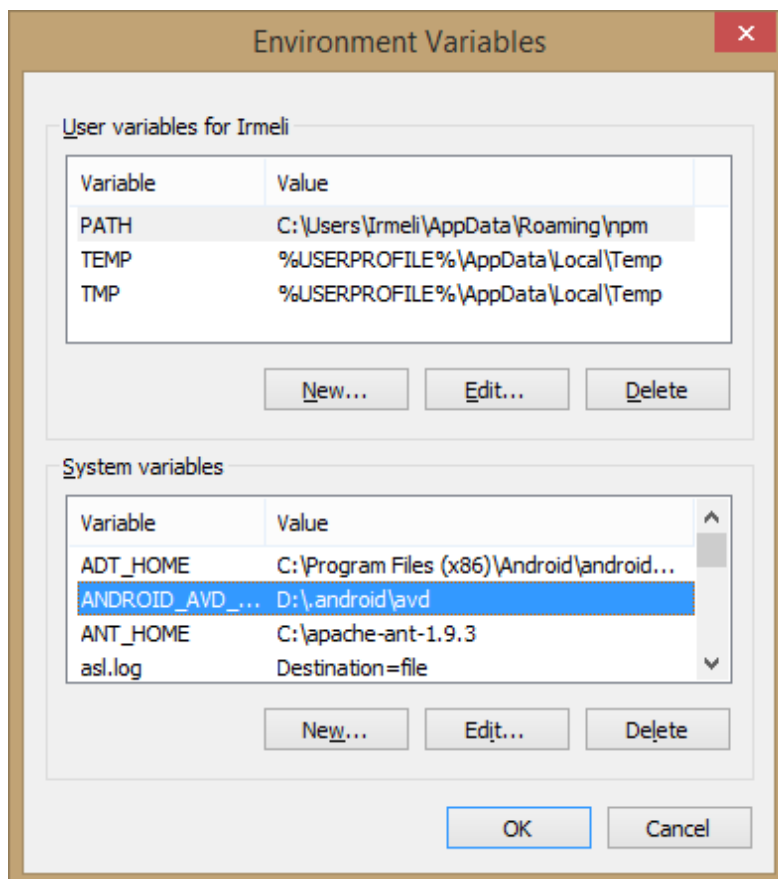 Environment Variables
User variables for Irmeli
Variable Value
PATH C:\Users\Irmeli\AppData\Roaming\npm
TEMP %USERPROFILE%\AppData\Local\Temp
TMP %USERPROFILE%\AppData\Local\Temp
New... Edit... Delete
System variables
Variable Value
ADT_HOME C:\Program Files (x86)\Android\android...
ANDROID_AVD_... D:\.android\avd
ANT_HOME C:\apache-ant-1.9.3
asl.log Destination=file
New... Edit... Delete
OK Cancel